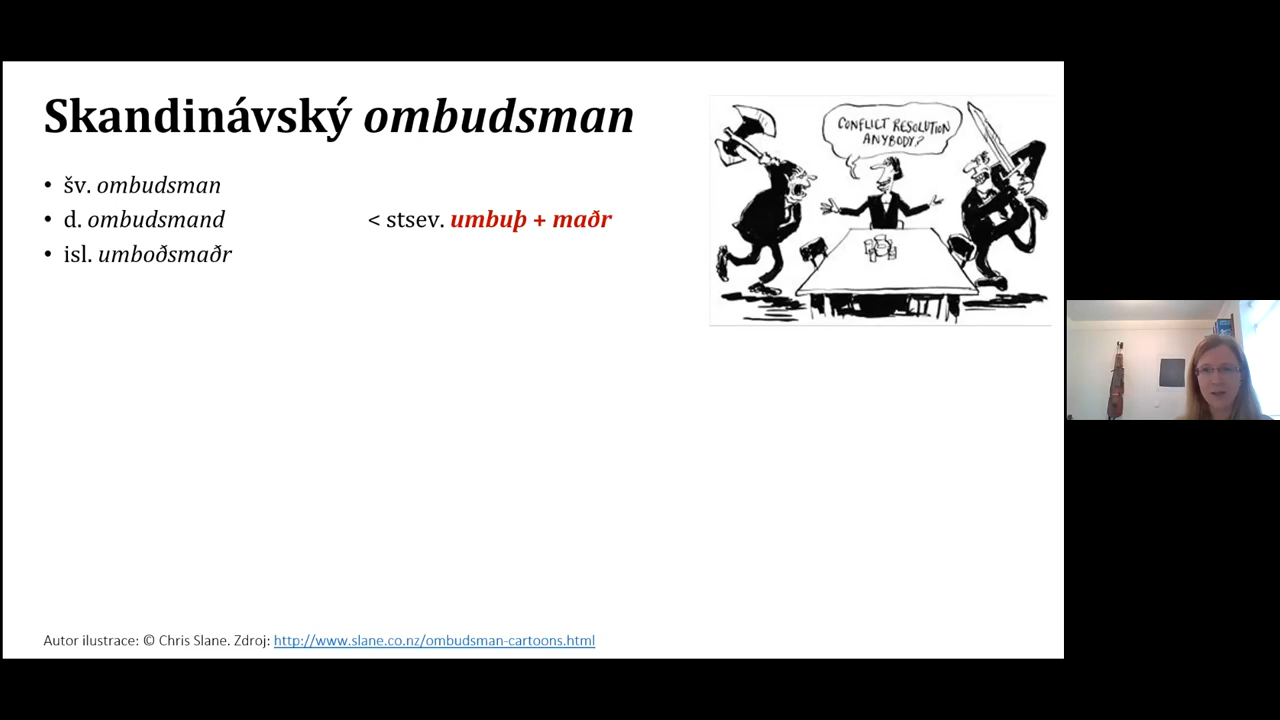 Skandinávský ombudsman
• šv. ombudsman
• d. ombudsmand < stsev. umbuþ + maðr
• isl. umboðsmaðr
CONFLICT RESOLUTION
ANYBODY?
Autor ilustrace: © Chris Slane. Zdroj: http://www.slane.co.nz/ombudsman-cartoons.html